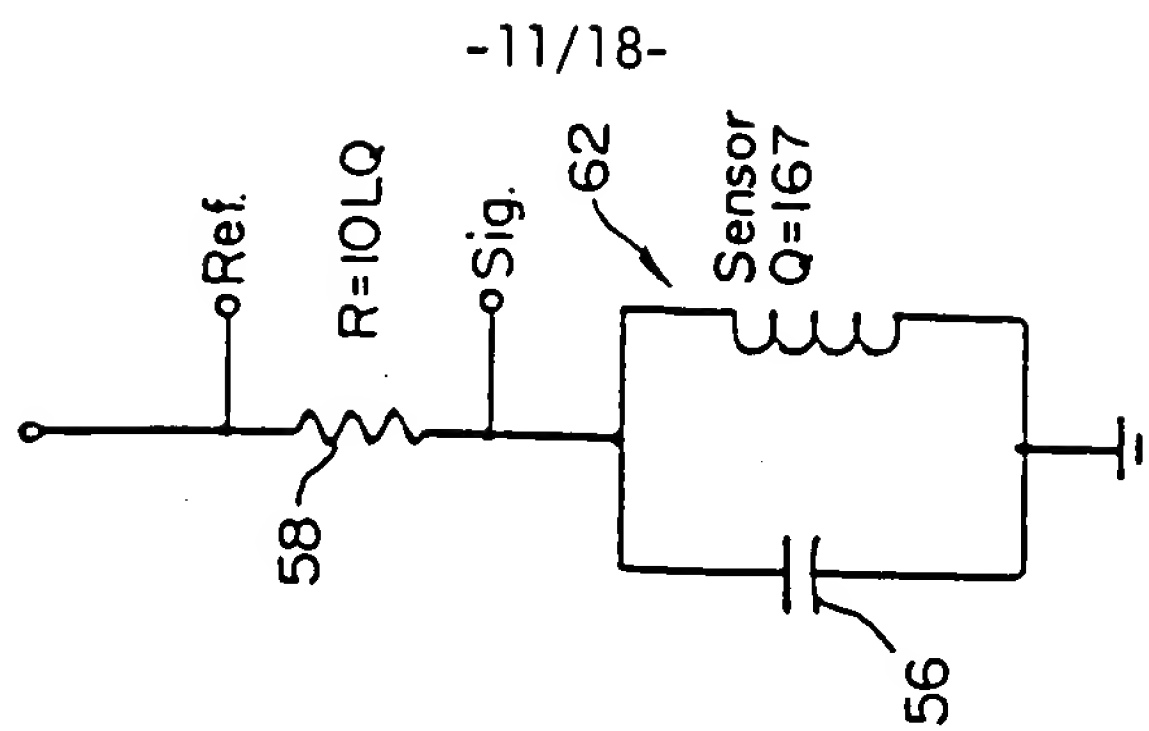 -11/18-
Ref.
R=10LQ
58
Sig.
62
Sensor
Q=167
56